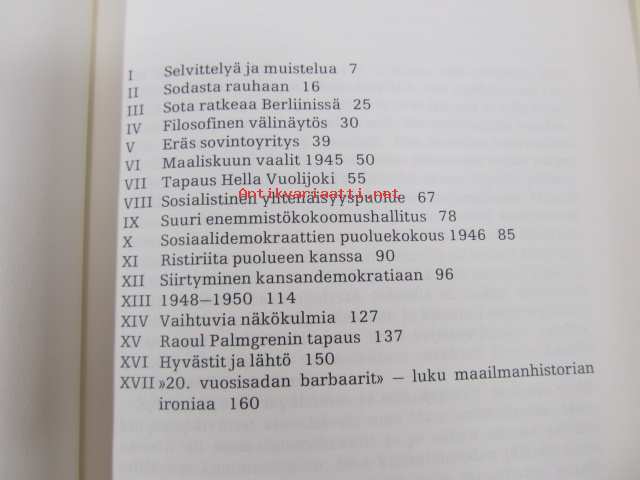 I Selvittelyä ja muistelua 7
II Sodasta rauhaan 16
III Sota ratkeaa Berliinissä 25
IV Filosofinen välinäytös 30
V Eräs sovintoyritys 39
VI Maaliskuun vaalit 1945 50
VII Tapaus Hella Vuolijoki 55
Antikvariaatti.net
VIII Sosialistinen yhtenäisyyspuolue 67
IX Suuri enemmistökokoomushallitus 78
X Sosiaalidemokraattien puoluekokous 1946 85
XI Ristiriita puolueen kanssa 90
XII Siirtyminen kansandemokratiaan 96
XIII 1948—1950 114
XIV Vaihtuvia näkökulmia 127
XV Raoul Palmgrenin tapaus 137
XVI Hyvästit ja lähtö 150
XVII »20. vuosisadan barbaarit» — luku maailmanhistorian
ironiaa 160